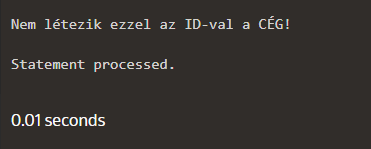 Nem létezik ezzel az ID-val a CÉG!
Statement processed.
0.01 seconds